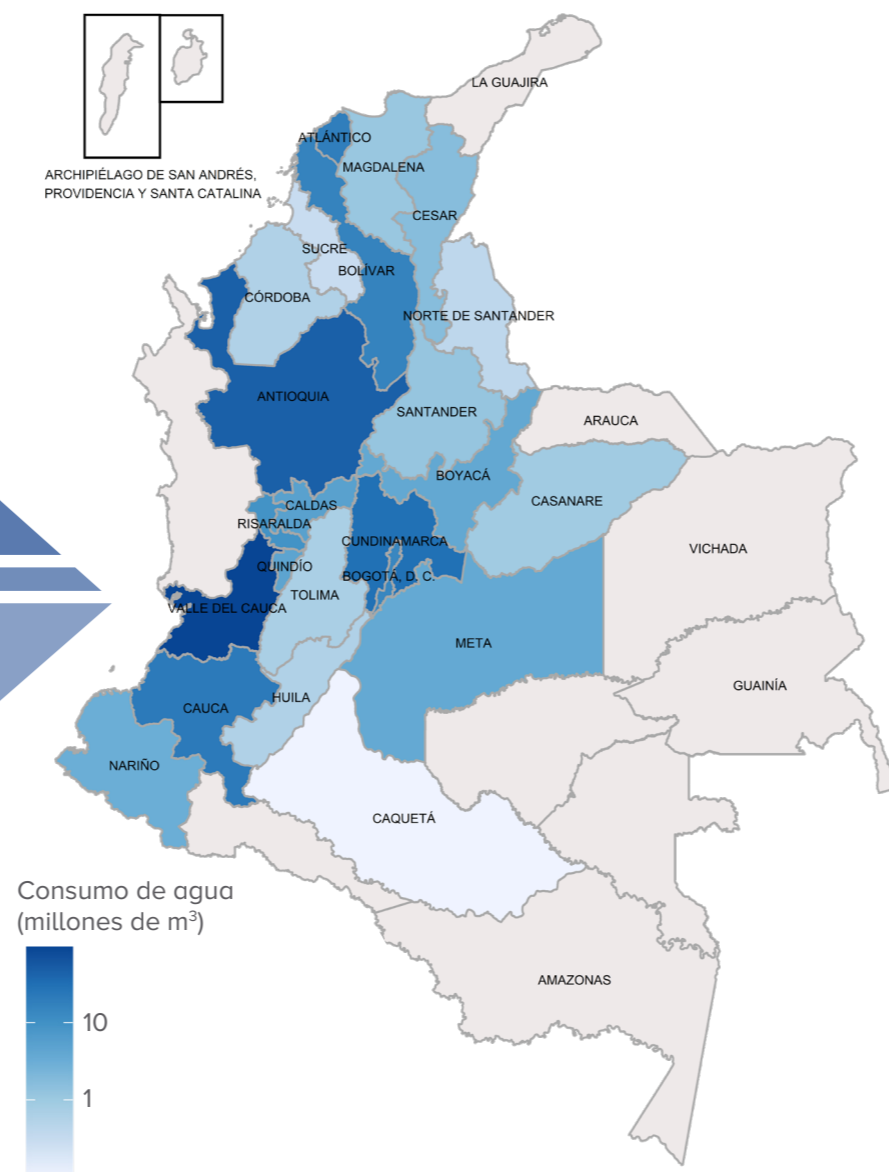 LA GUAJIRA
ATLÁNTICO
MAGDALENA
ARCHIPIÉLAGO DE SAN ANDRÉS,
PROVIDENCIA Y SANTA CATALINA
CESAR
SUCRE
BOLÍVAR
CÓRDOBA
NORTE DE SANTANDER
ANTIOQUIA
SANTANDER
ARAUCA
BOYACÁ
CASANARE
CALDAS
RISARALDA
CUNDINAMARCA
VICHADA
QUINDÍO
BOGOTÁ, D. C.
TOLIMA
VALLE DEL CAUCA
META
GUAINÍA
HUILA
CAUCA
NARIÑO
CAQUETÁ
Consumo de agua
(millones de m³)
AMAZONAS
10
1